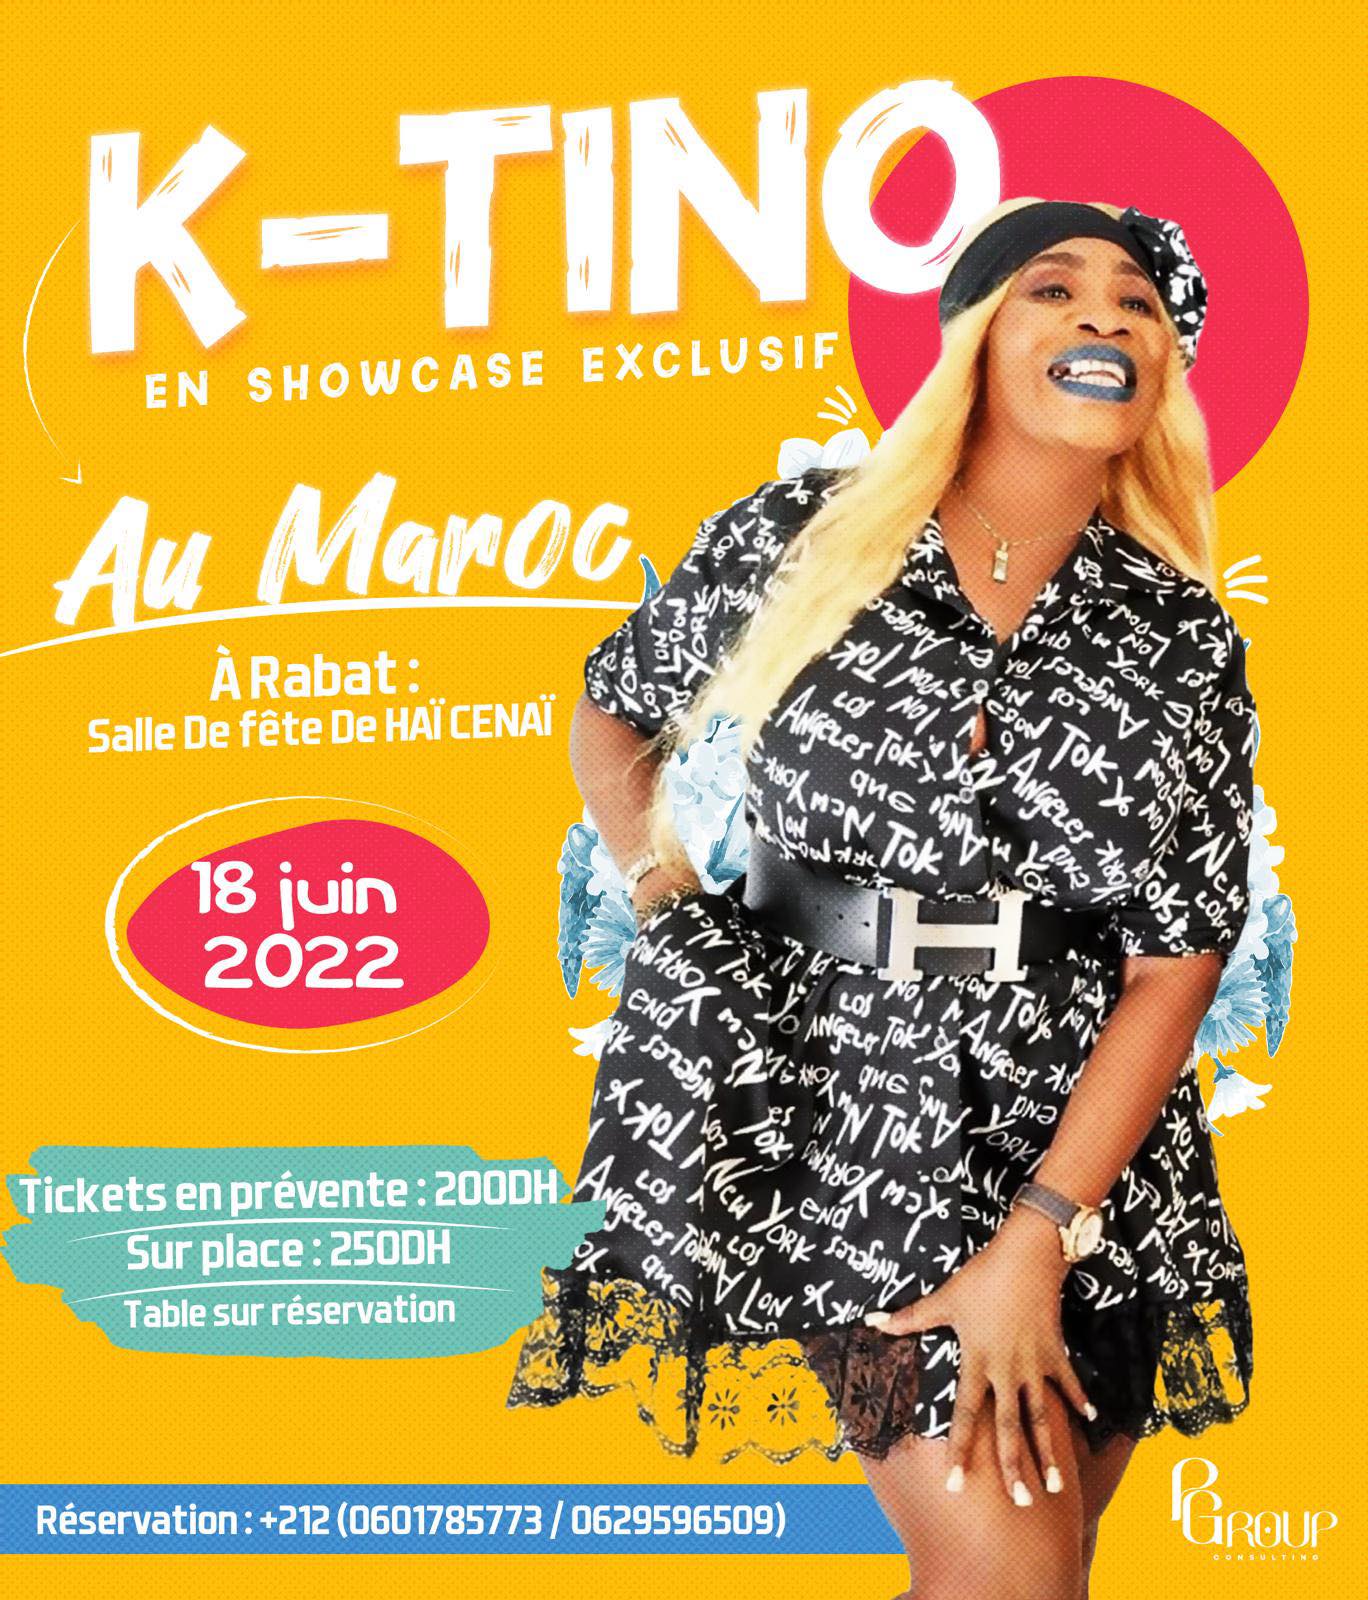 K-TINO
EN SHOWCASE EXCLUSIF
Au Maroc
À Rabat :
Salle De fête De HAÏ CENAÏ
18 juin
2022
Tickets en prévente : 200DH
Sur place : 250DH
Table sur réservation
Réservation : +212 (0601785773 / 0629596509)
PGROUP
CONSULTING